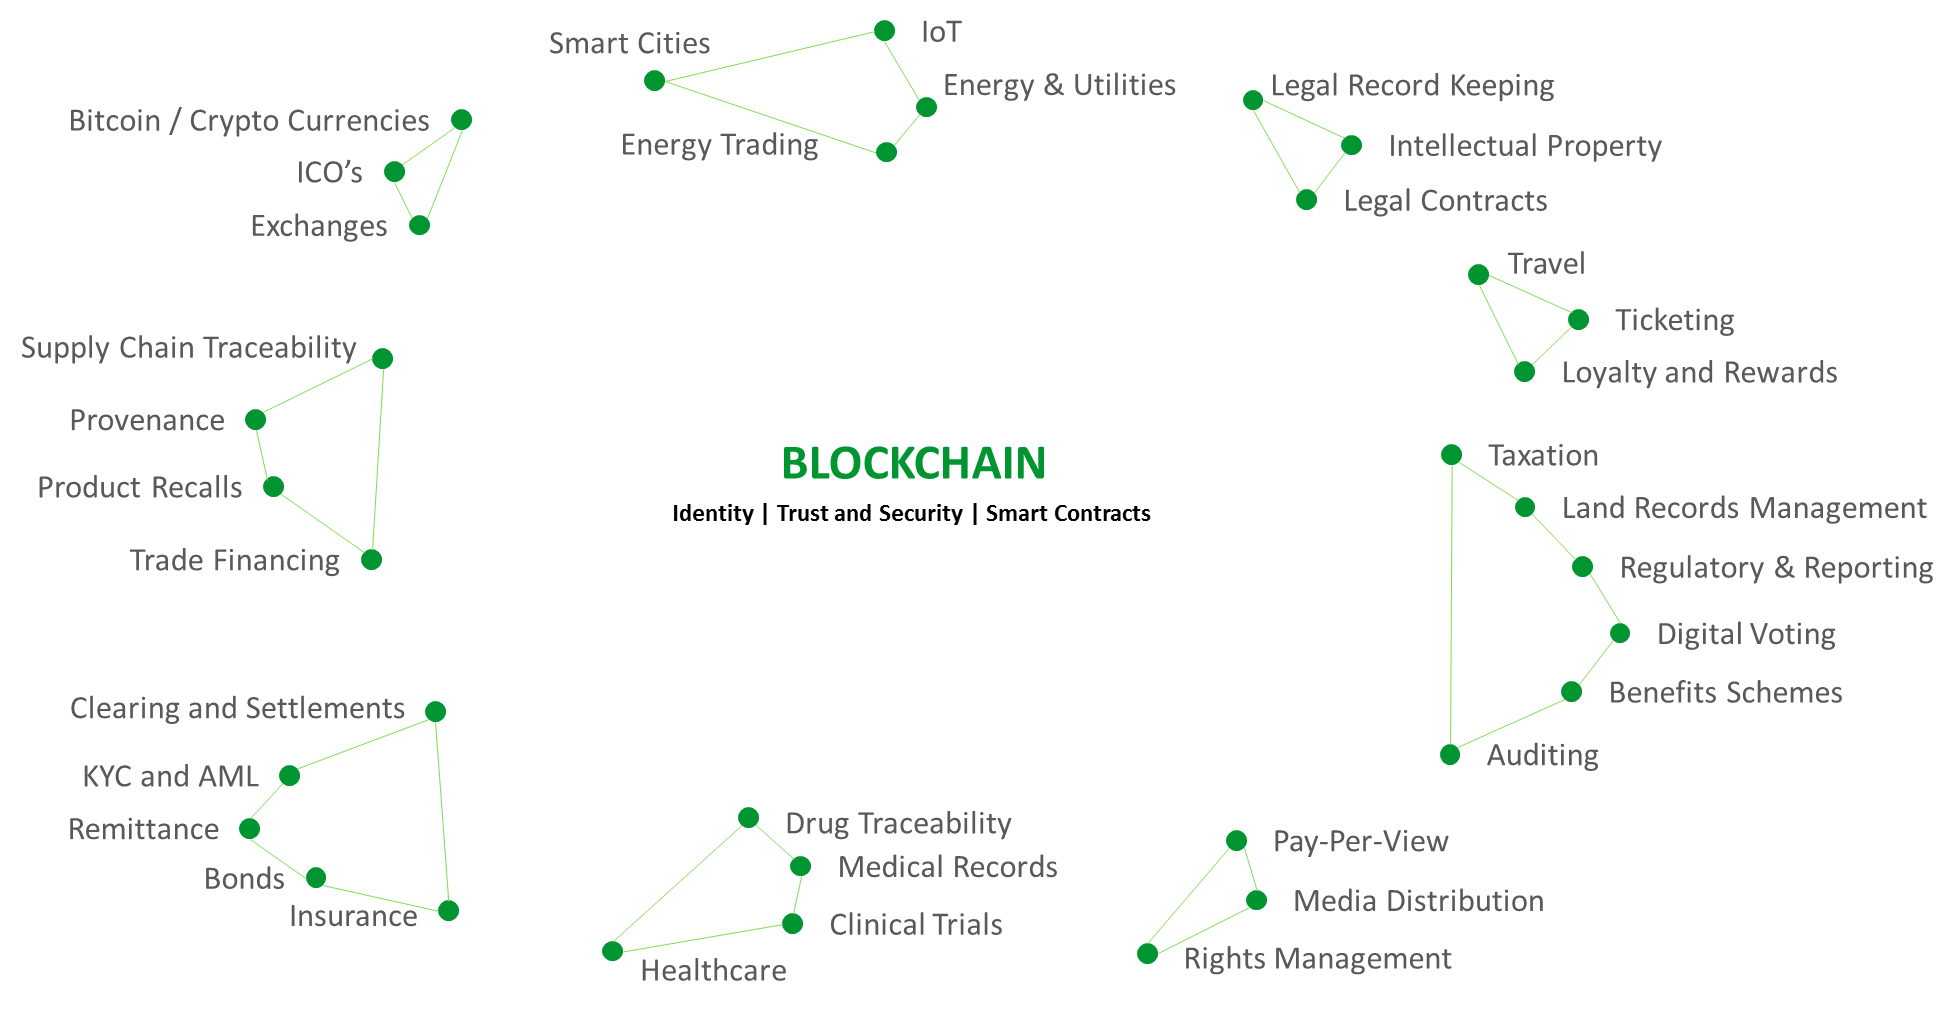 Smart Cities
IoT
Energy & Utilities
Energy Trading
Bitcoin / Crypto Currencies
ICO’s
Exchanges
Legal Record Keeping
Intellectual Property
Legal Contracts
Travel
Ticketing
Loyalty and Rewards
Supply Chain Traceability
Provenance
Product Recalls
Trade Financing
BLOCKCHAIN
Identity | Trust and Security | Smart Contracts
Taxation
Land Records Management
Regulatory & Reporting
Digital Voting
Benefits Schemes
Auditing
Clearing and Settlements
KYC and AML
Remittance
Bonds
Insurance
Drug Traceability
Medical Records
Clinical Trials
Healthcare
Pay-Per-View
Media Distribution
Rights Management